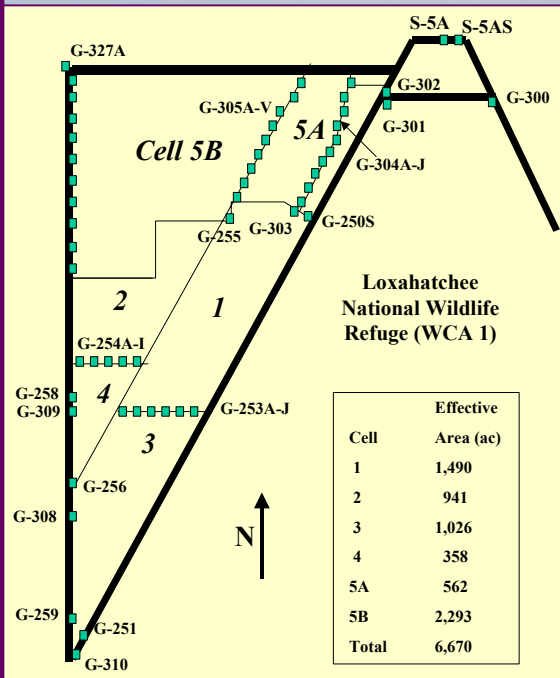 S-5A S-5AS
G-327A
G-302
G-300
G-305A-V
G-301
5A
Cell 5B
G-304A-J
G-303
G-250S
G-255
Loxahatchee
National Wildlife
Refuge (WCA 1)
2
1
G-254A-I
G-258
4
G-309
G-253A-J
3
G-256
G-308
N
G-259
G-251
G-310
Effective
Cell Area (ac)
1 1,490
2 941
3 1,026
4 358
5A 562
5B 2,293
Total 6,670